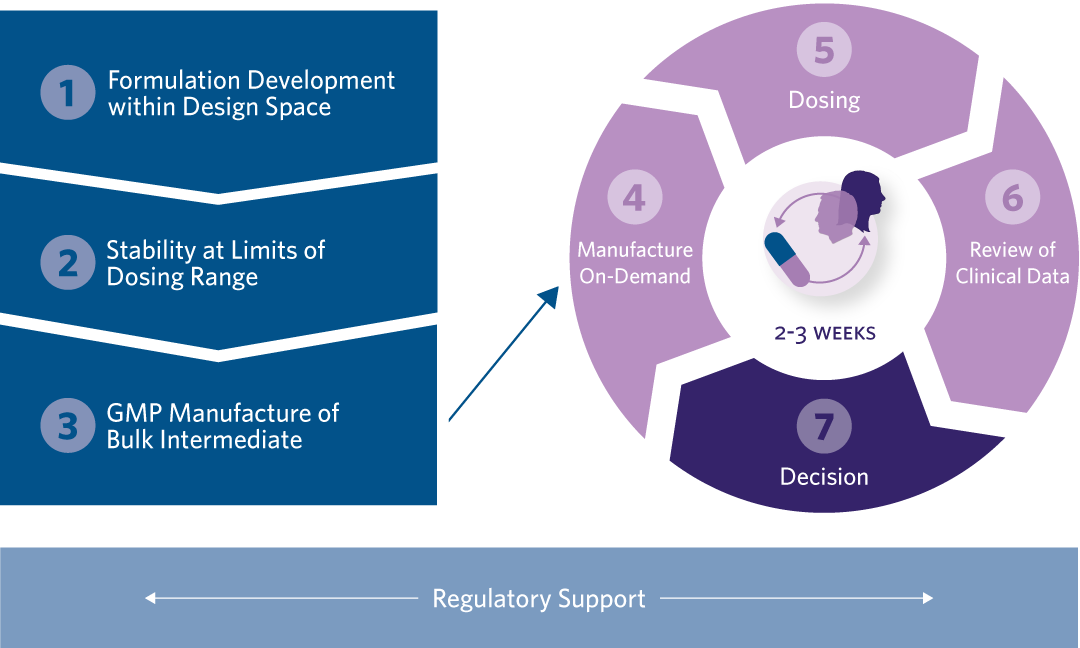 1
Formulation Development
within Design Space
2
Stability at Limits of
Dosing Range
3
GMP Manufacture of
Bulk Intermediate
4
Manufacture
On-Demand
5
Dosing
6
Review of
Clinical Data
7
Decision
2-3 WEEKS
Regulatory Support